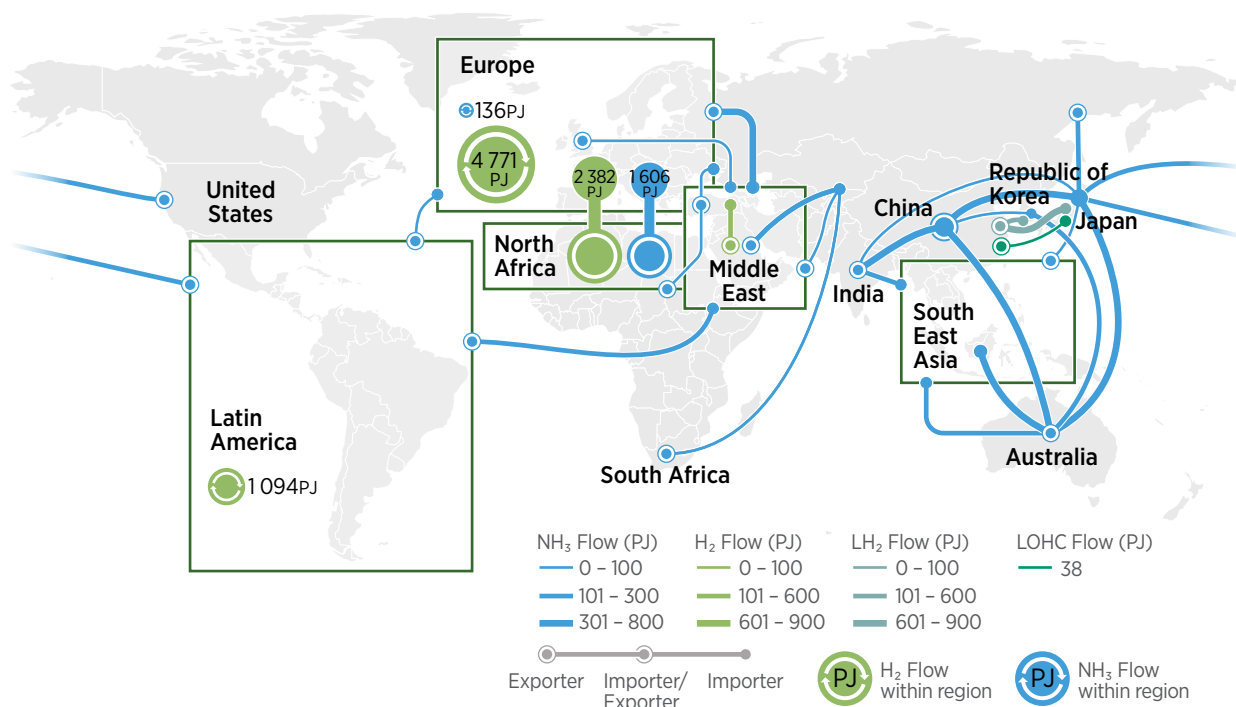 Europe
136PJ
4 771
PJ
2 382
PJ
1 606
PJ
United
States
North
Africa
Middle
East
Republic of
Korea
China
Japan
India
South
East
Asia
Latin
America
1 094PJ
South Africa
Australia
NH₃ Flow (PJ)
0 – 100
101 – 300
301 – 800
H₂ Flow (PJ)
0 – 100
101 – 600
601 – 900
LH₂ Flow (PJ)
0 – 100
101 – 600
601 – 900
LOHC Flow (PJ)
38
Exporter
Importer/
Exporter
Importer
PJ
H₂ Flow
within region
PJ
NH₃ Flow
within region